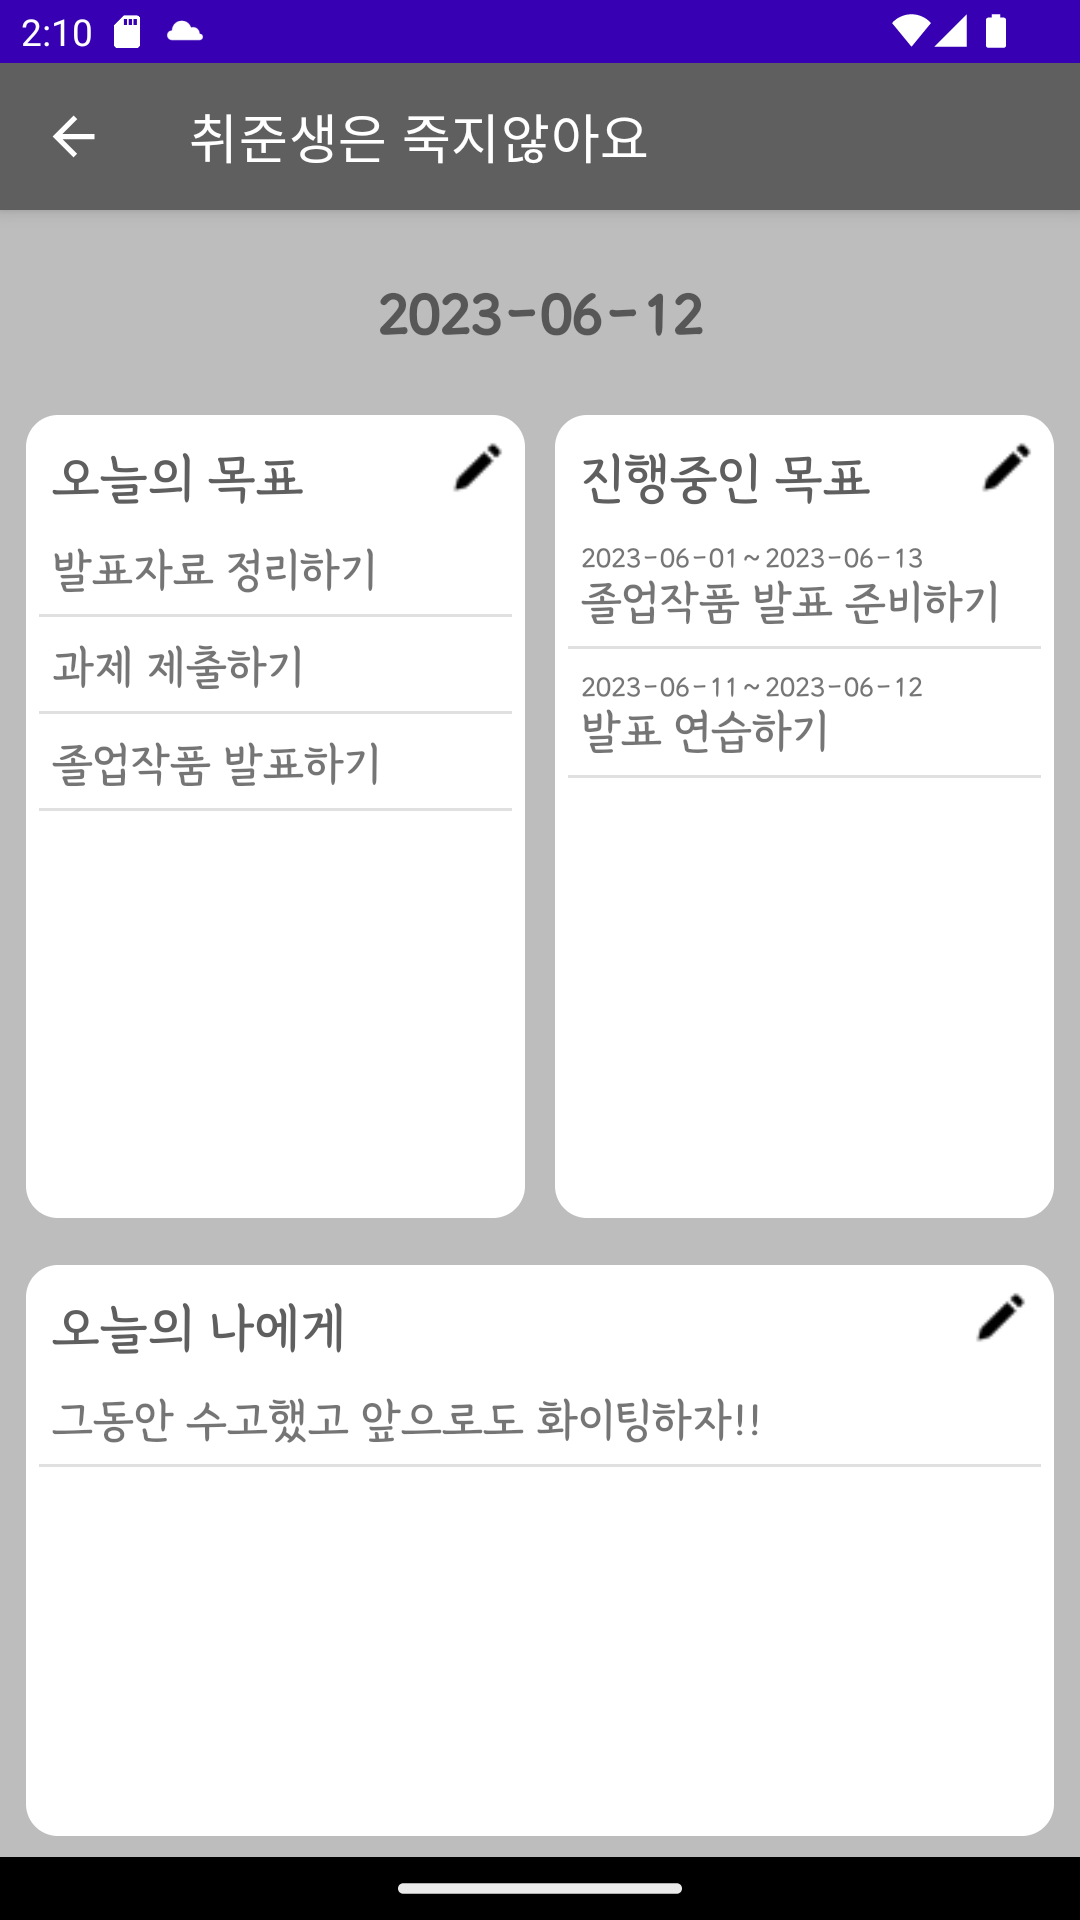 2:10
취준생은 죽지않아요
2023-06-12
오늘의 목표
발표자료 정리하기
과제 제출하기
졸업작품 발표하기
진행중인 목표
2023-06-01~2023-06-13
졸업작품 발표 준비하기
2023-06-11~2023-06-12
발표 연습하기
오늘의 나에게
그동안 수고했고 앞으로도 화이팅하자!!